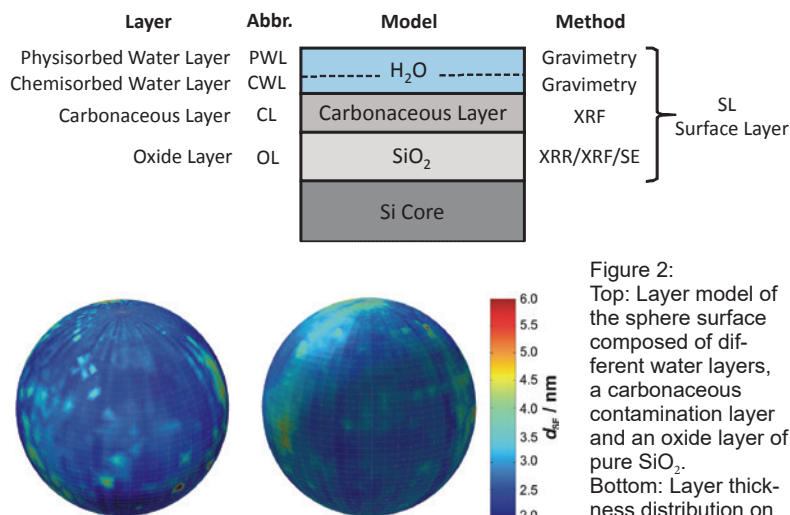 Layer Abbr. Model Method
Physisorbed Water Layer PWL H₂O Gravimetry
Chemisorbed Water Layer CWL Gravimetry
Carbonaceous Layer CL Carbonaceous Layer XRF
Oxide Layer OL SiO₂ XRR/XRF/SE
Si Core
SL
Surface Layer
6.0
5.5
5.0
4.5
4.0
3.5
3.0
2.5
2.0
d_SE / nm
Figure 2:
Top: Layer model of
the sphere surface
composed of dif-
ferent water layers,
a carbonaceous
contamination layer
and an oxide layer of
pure SiO₂.
Bottom: Layer thick-
ness distribution on